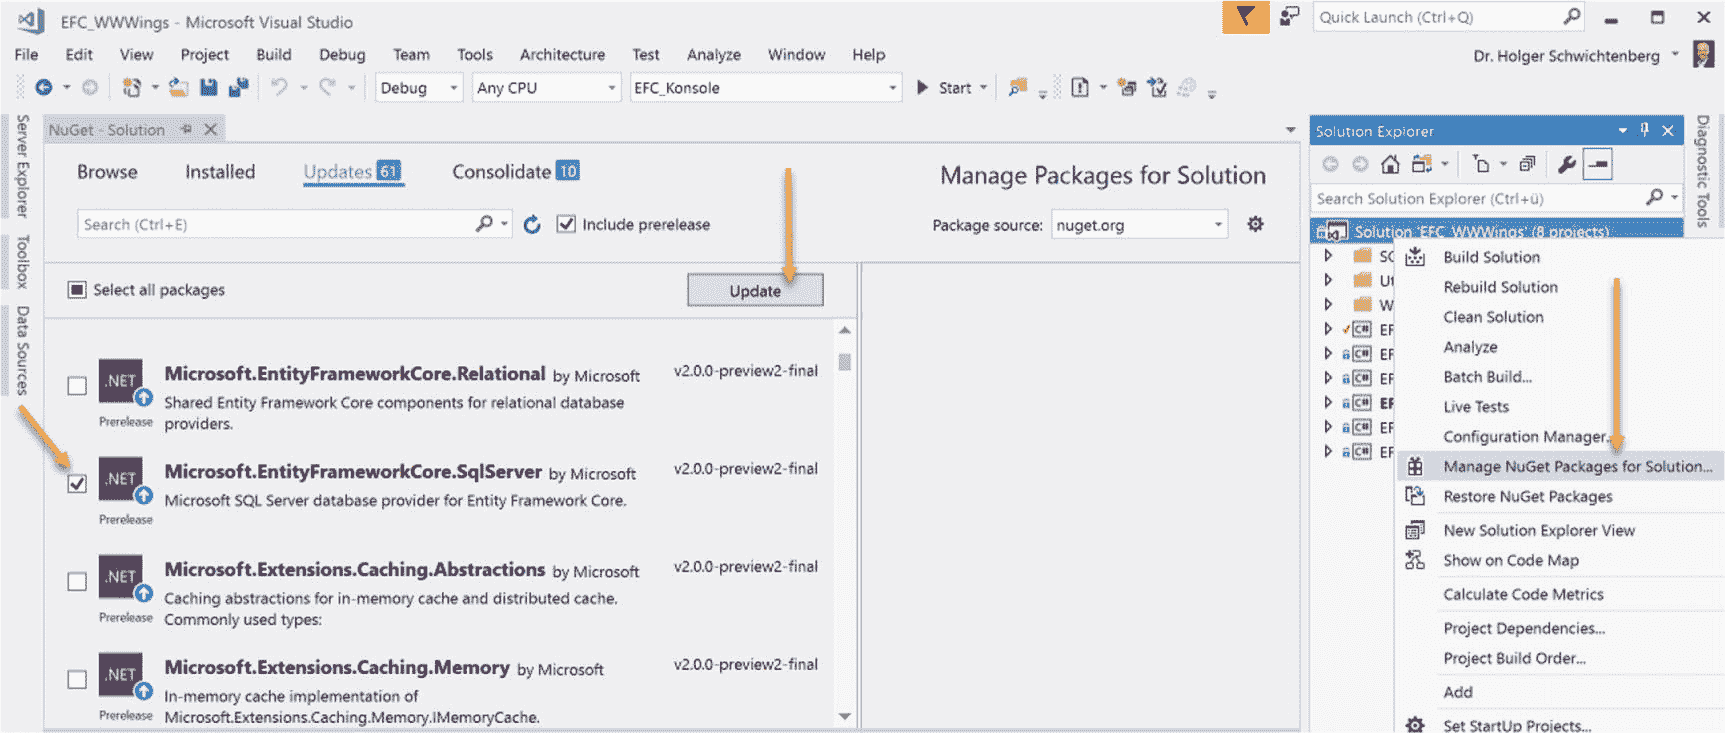 EFC_WWWings - Microsoft Visual Studio
Quick Launch (Ctrl+Q)
File Edit View Project Build Debug Team Tools Architecture Test Analyze Window Help
Dr. Holger Schwichtenberg
Debug Any CPU EFC_Konsole Start
Server Explorer
Toolbox
Data Sources
NuGet - Solution
Browse Installed Updates 61 Consolidate 10
Manage Packages for Solution
Search (Ctrl+E) Include prerelease
Package source: nuget.org
Select all packages Update
.NET Microsoft.EntityFrameworkCore.Relational by Microsoft v2.0.0-preview2-final
Shared Entity Framework Core components for relational database
Prerelease providers.
.NET Microsoft.EntityFrameworkCore.SqlServer by Microsoft v2.0.0-preview2-final
Microsoft SQL Server database provider for Entity Framework Core.
Prerelease
.NET Microsoft.Extensions.Caching.Abstractions by Microsoft v2.0.0-preview2-final
Caching abstractions for in-memory cache and distributed cache.
Prerelease Commonly used types:
.NET Microsoft.Extensions.Caching.Memory by Microsoft v2.0.0-preview2-final
In-memory cache implementation of
Prerelease Microsoft.Extensions.Caching.Memory.IMemoryCache.
Solution Explorer
Search Solution Explorer (Ctrl+ü)
Solution 'EFC_WWWings' (8 projects)
SC
Ut
W
C# EF
C# EF
C# EF
C# EF
C# EF
C# EF
Build Solution
Rebuild Solution
Clean Solution
Analyze
Batch Build...
Live Tests
Configuration Manager...
Manage NuGet Packages for Solution...
Restore NuGet Packages
New Solution Explorer View
Show on Code Map
Calculate Code Metrics
Project Dependencies...
Project Build Order...
Add
Set StartUp Projects...
Diagnostic Tools